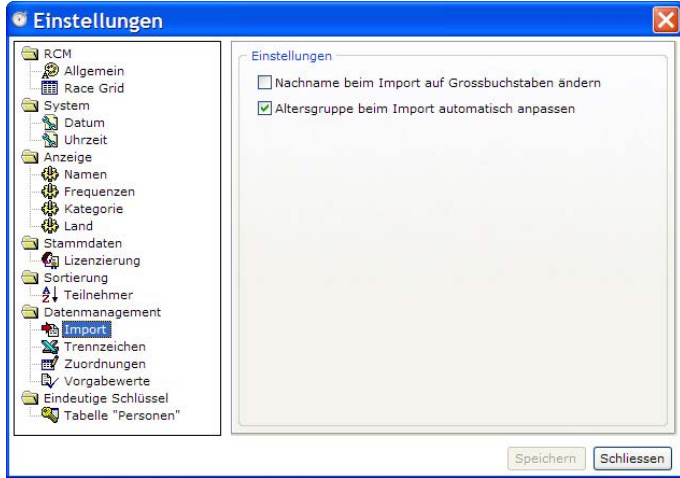 Einstellungen
RCM
Allgemein
Race Grid
System
Datum
Uhrzeit
Anzeige
Namen
Frequenzen
Kategorie
Land
Stammdaten
Lizenzierung
Sortierung
Teilnehmer
Datenmanagement
Import
Trennzeichen
Zuordnungen
Vorgabewerte
Eindeutige Schlüssel
Tabelle "Personen"
Einstellungen
Nachname beim Import auf Grossbuchstaben ändern
Altersgruppe beim Import automatisch anpassen
Speichern
Schliessen